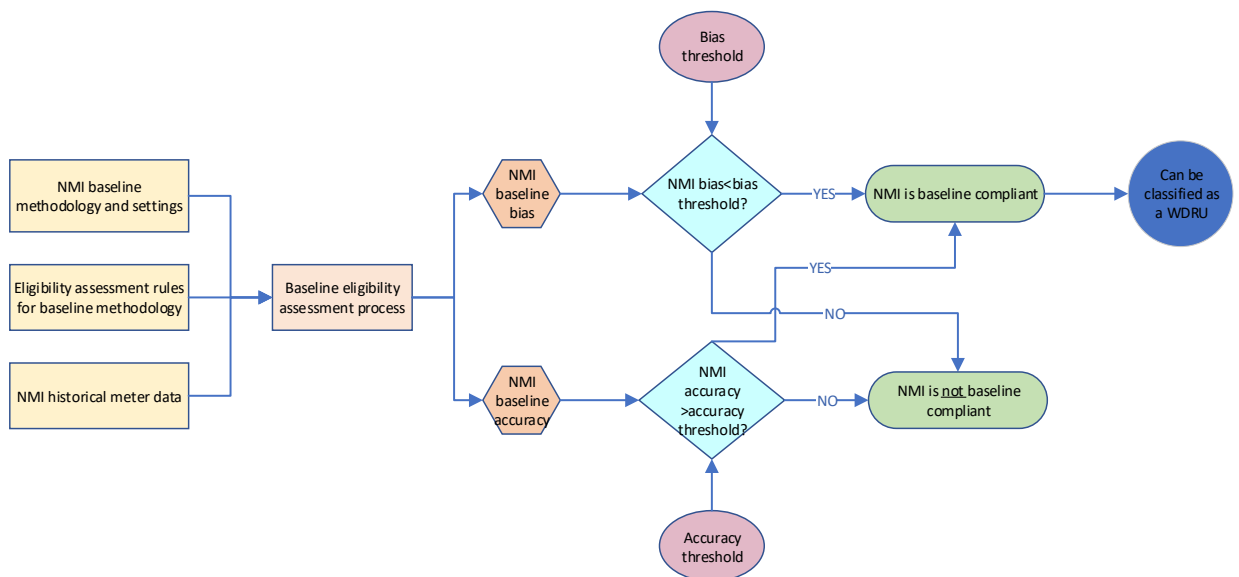 Bias
threshold
NMI baseline
methodology and settings
NMI
baseline
bias
NMI bias<bias
threshold?
YES
NMI is baseline compliant
Can be
classified as
a WDRU
Eligibility assessment rules
for baseline methodology
Baseline eligibility
assessment process
YES
NO
NMI historical meter data
NMI
baseline
accuracy
NMI
accuracy
>accuracy
threshold?
NO
NMI is not baseline
compliant
Accuracy
threshold